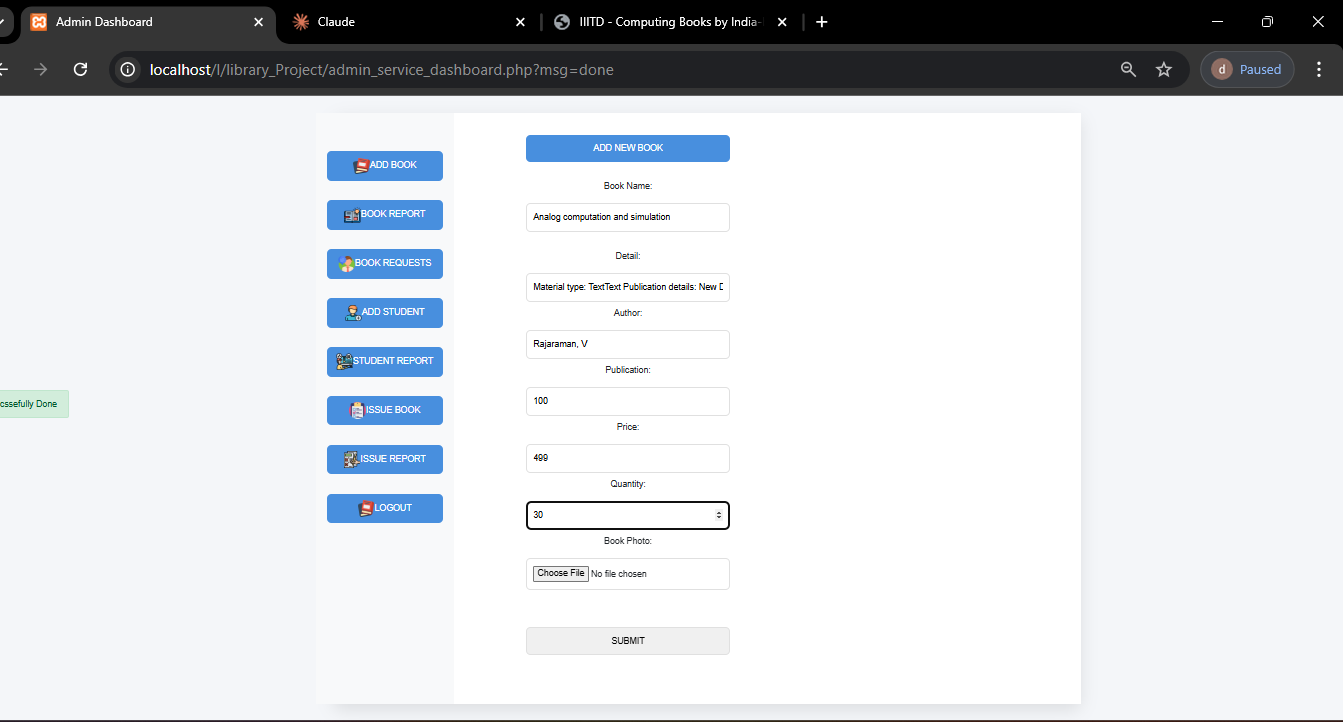 Admin Dashboard
Claude
IIITD - Computing Books by India-
localhost/l/library_Project/admin_service_dashboard.php?msg=done
d
Paused
ADD BOOK
BOOK REPORT
BOOK REQUESTS
ADD STUDENT
STUDENT REPORT
ISSUE BOOK
ISSUE REPORT
LOGOUT
ossefully Done
ADD NEW BOOK
Book Name:
Analog computation and simulation
Detail:
Material type: TextText Publication details: New D
Author:
Rajaraman, V
Publication:
100
Price:
499
Quantity:
30
Book Photo:
Choose File No file chosen
SUBMIT